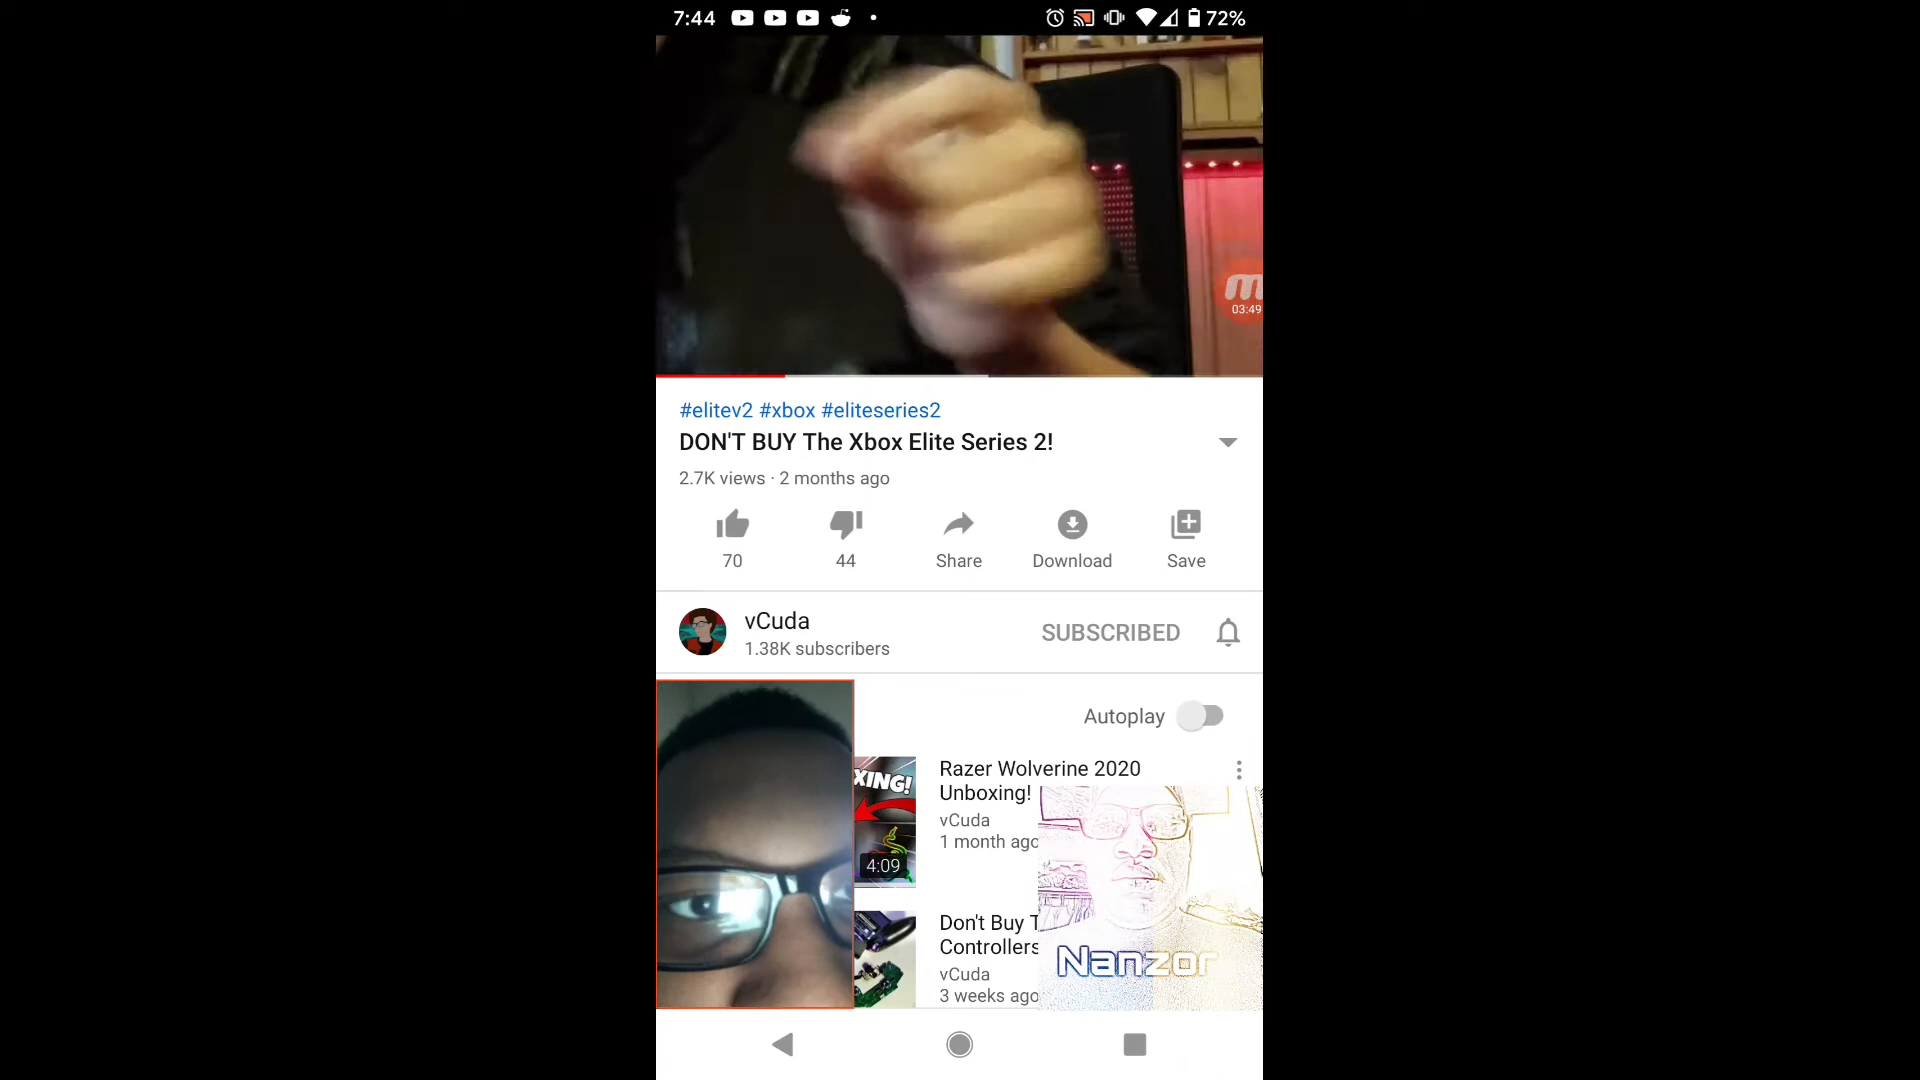 7:44
72%
m
03:49
#elitev2 #xbox #eliteseries2
DON'T BUY The Xbox Elite Series 2!
2.7K views · 2 months ago
70
44
Share
Download
Save
vCuda
1.38K subscribers
SUBSCRIBED
Autoplay
XING!
4:09
Razer Wolverine 2020
Unboxing!
vCuda
1 month ago
Don't Buy T
Controllers
vCuda
3 weeks ago
Nanzor